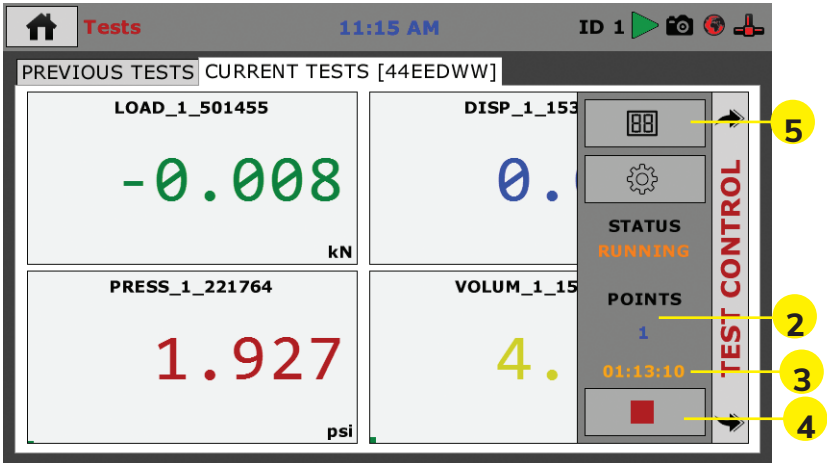 Tests 11:15 AM ID 1
PREVIOUS TESTS CURRENT TESTS [44EEDWW]
LOAD_1_501455
-0.008
kN
DISP_1_153
0.
PRESS_1_221764
1.927
psi
VOLUM_1_15
4.
88
STATUS
RUNNING
POINTS
1
01:13:10
TEST CONTROL
5
2
3
4